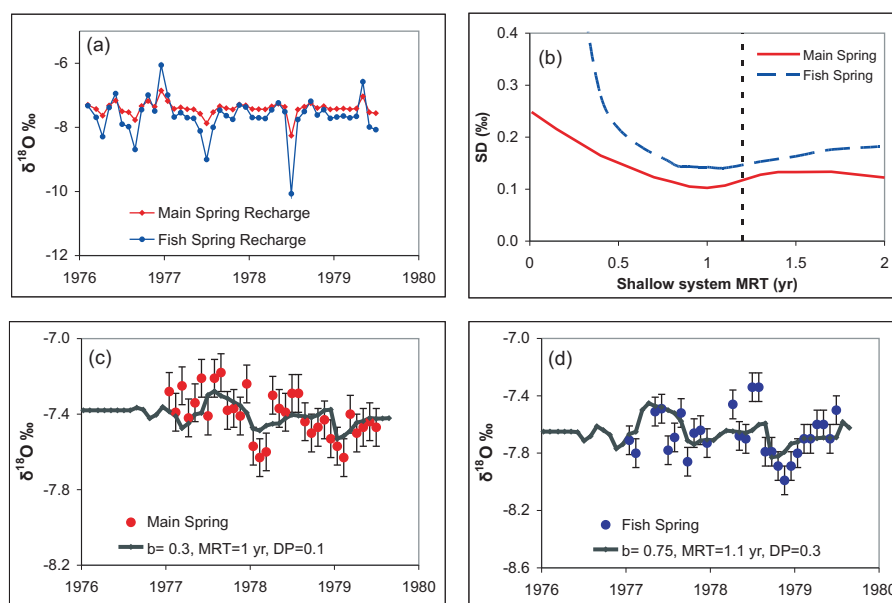 (a)
-6
-8
-10
-12
δ18O ‰
Main Spring Recharge
Fish Spring Recharge
1976 1977 1978 1979 1980
(b)
Main Spring
Fish Spring
0.4
0.3
0.2
0.1
0.0
SD (‰)
0 0.5 1 1.5 2
Shallow system MRT (yr)
(c)
-7.0
-7.4
-7.8
-8.2
δ18O ‰
Main Spring
b= 0.3, MRT=1 yr, DP=0.1
1976 1977 1978 1979 1980
(d)
-7.0
-7.4
-7.8
-8.2
-8.6
δ18O ‰
Fish Spring
b= 0.75, MRT=1.1 yr, DP=0.3
1976 1977 1978 1979 1980